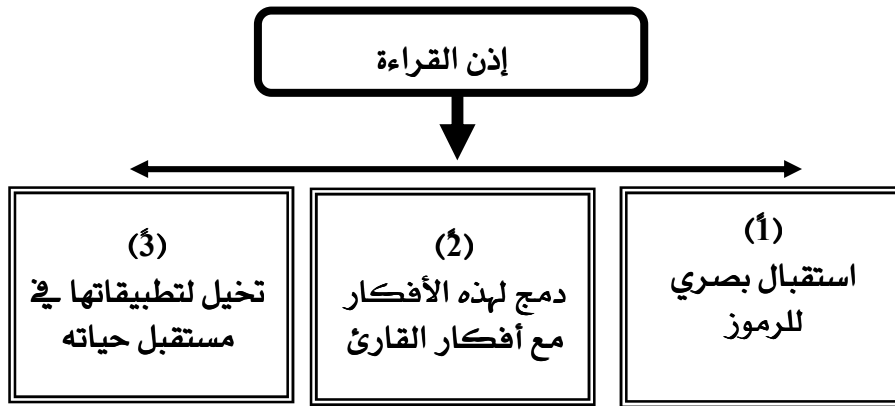 إذن القراءة
(1ً)
استقبال بصري
للرموز
(2ً)
دمج لهذه الأفكار
مع أفكار القارئ
(3ً)
تخيل لتطبيقاتها في
مستقبل حياته